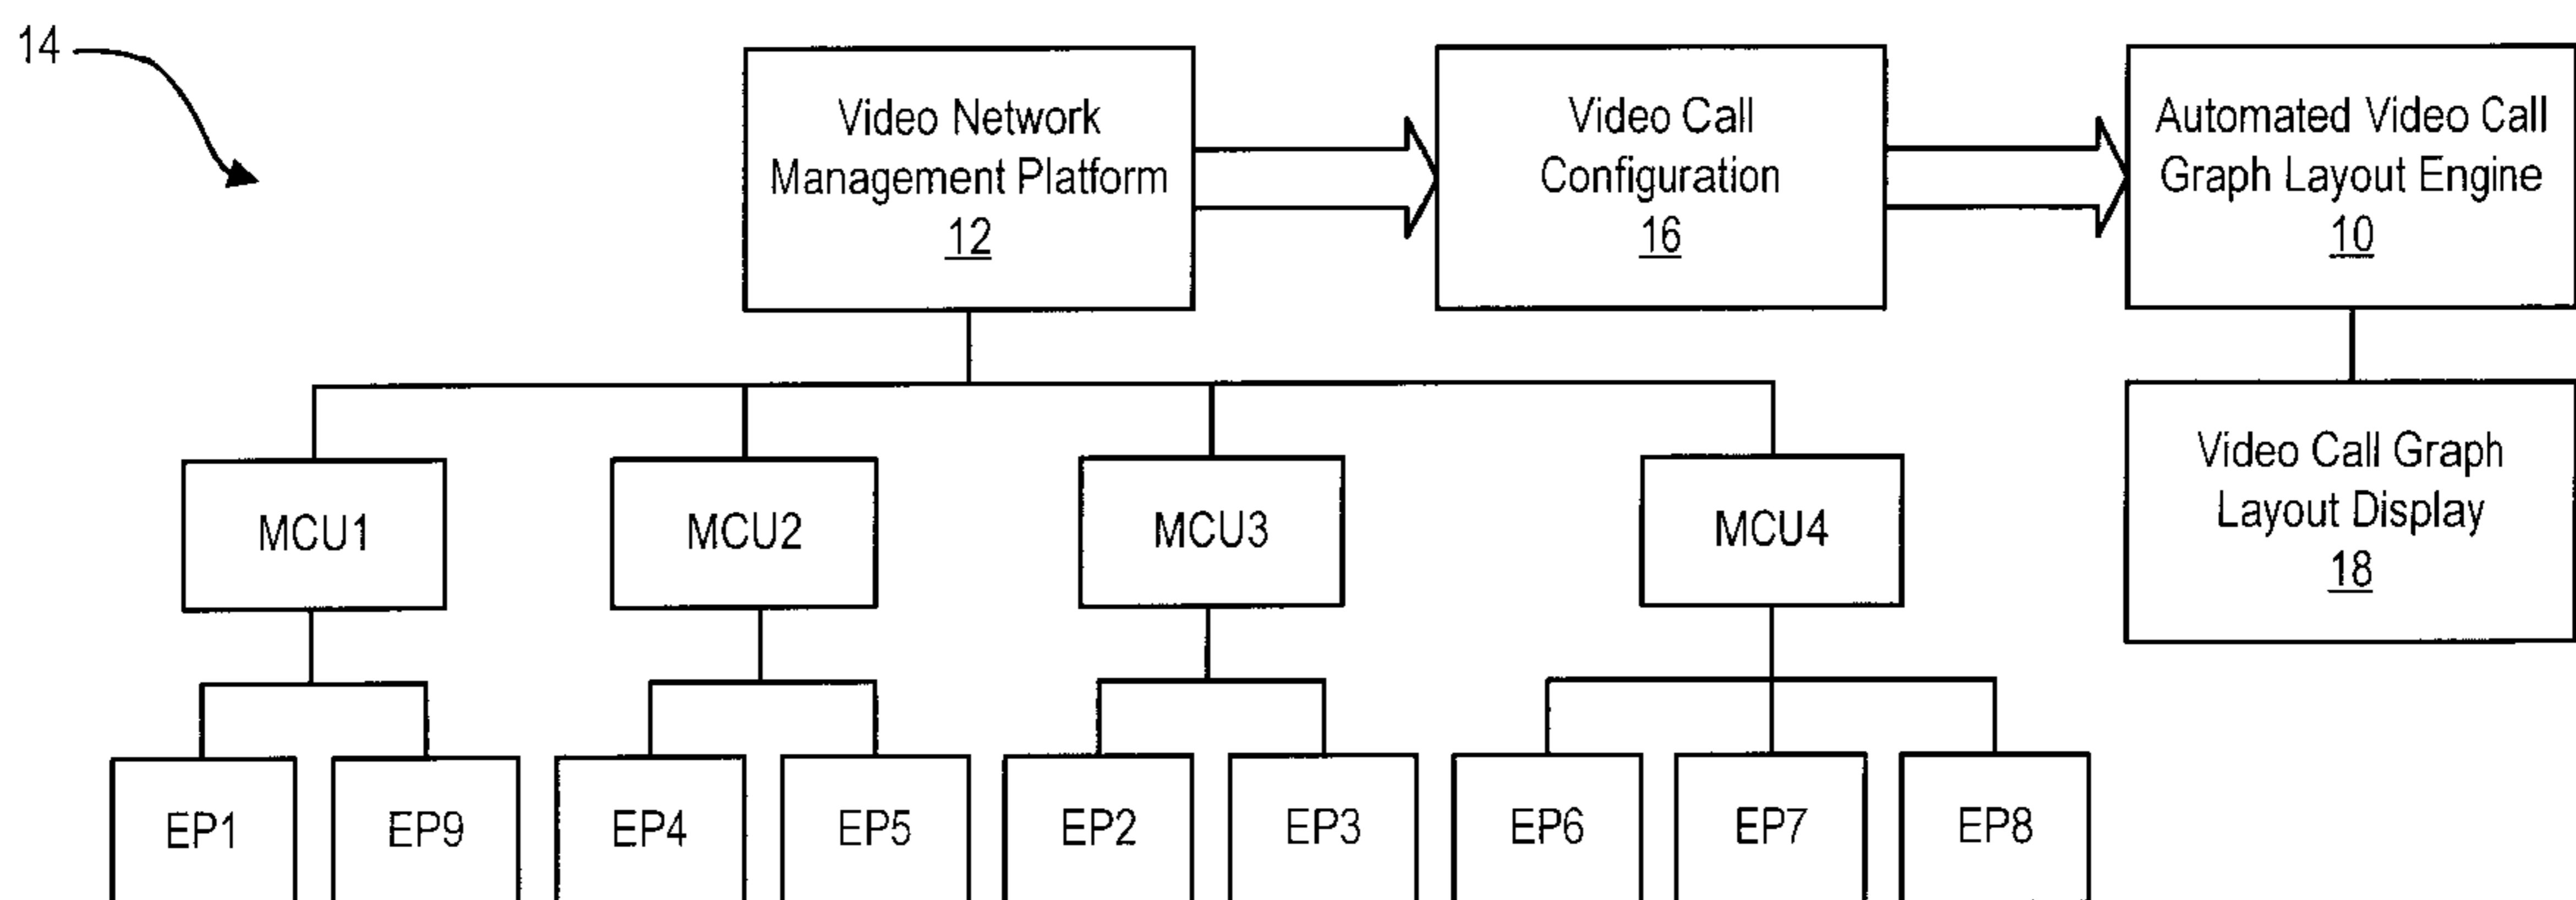 14
Video Network
Management Platform
12
Video Call
Configuration
16
Automated Video Call
Graph Layout Engine
10
Video Call Graph
Layout Display
18
MCU1
MCU2
MCU3
MCU4
EP1
EP9
EP4
EP5
EP2
EP3
EP6
EP7
EP8